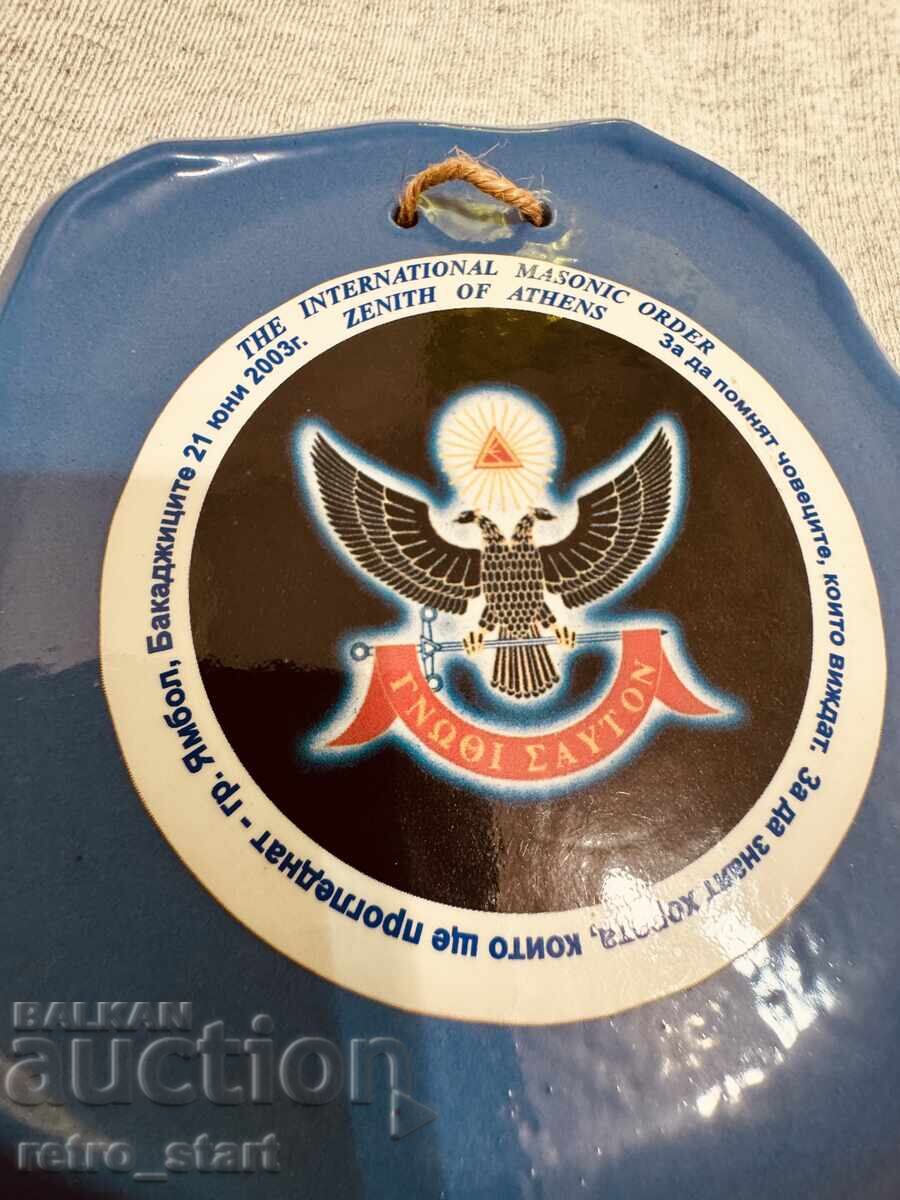 THE INTERNATIONAL MASONIC ORDER
ZENITH OF ATHENS
За да помнят човеците, които виждат. За да знаят хората, които ще прогледнат - гр. Ямбол, Бакаджиците 21 юни 2003г.
ΓΝΩΘΙ ΣΑΥΤΟΝ
BALKAN
auction
retro_start